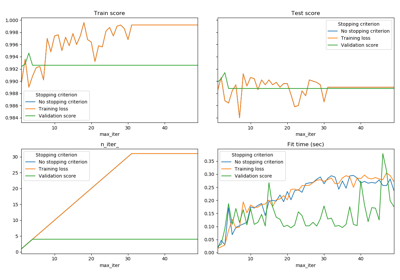 Train score
1.000
0.998
0.996
0.994
0.992
0.990
0.988
0.986
0.984
Stopping criterion
No stopping criterion
Training loss
Validation score
10 20 30 40
max_iter
Test score
Stopping criterion
No stopping criterion
Training loss
Validation score
10 20 30 40
max_iter
n_iter_
30
25
20
15
10
5
0
Stopping criterion
No stopping criterion
Training loss
Validation score
10 20 30 40
max_iter
Fit time (sec)
0.35
0.30
0.25
0.20
0.15
0.10
0.05
0.00
Stopping criterion
No stopping criterion
Training loss
Validation score
10 20 30 40
max_iter